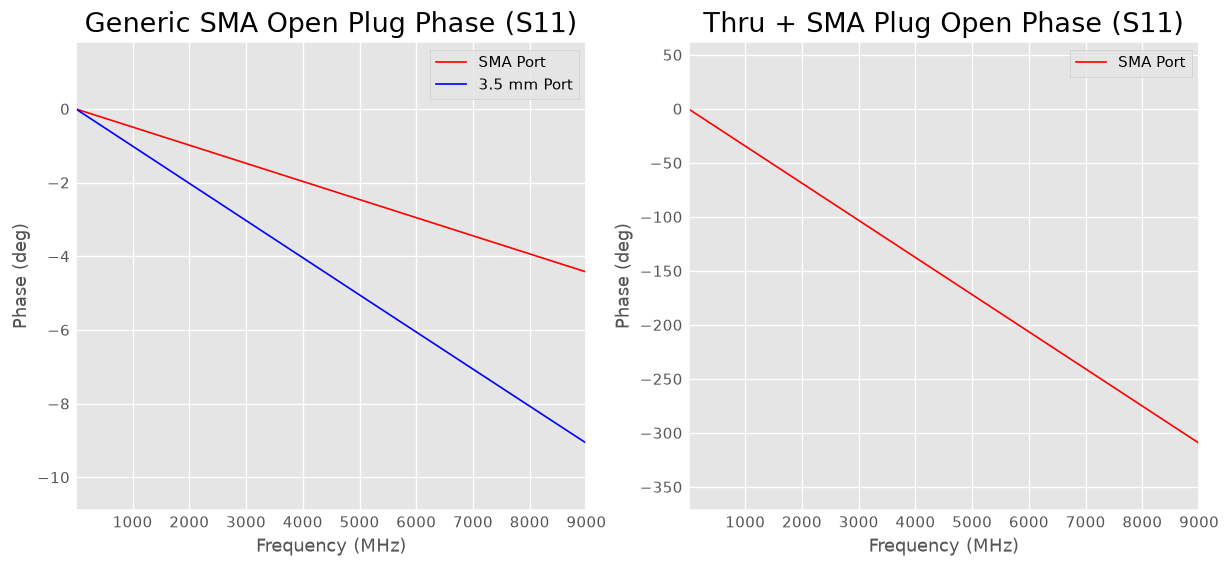 Generic SMA Open Plug Phase (S11)
SMA Port
3.5 mm Port
0
−2
−4
−6
−8
−10
Phase (deg)
1000 2000 3000 4000 5000 6000 7000 8000 9000
Frequency (MHz)
Thru + SMA Plug Open Phase (S11)
SMA Port
50
0
−50
−100
−150
−200
−250
−300
−350
Phase (deg)
1000 2000 3000 4000 5000 6000 7000 8000 9000
Frequency (MHz)